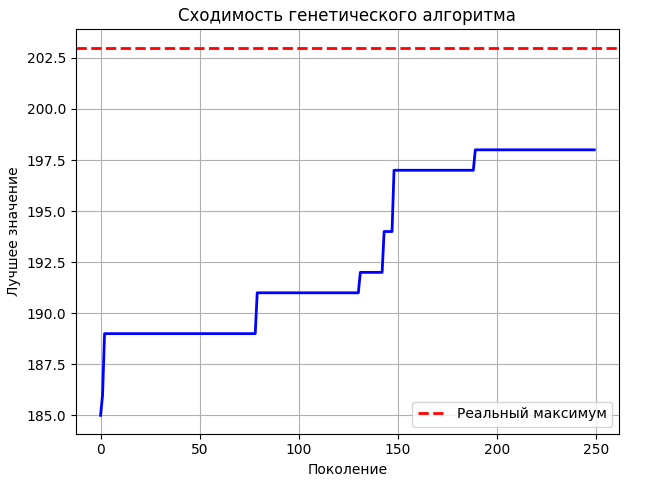 Сходимость генетического алгоритма
Лучшее значение
202.5
200.0
197.5
195.0
192.5
190.0
187.5
185.0
0 50 100 150 200 250
Поколение
Реальный максимум